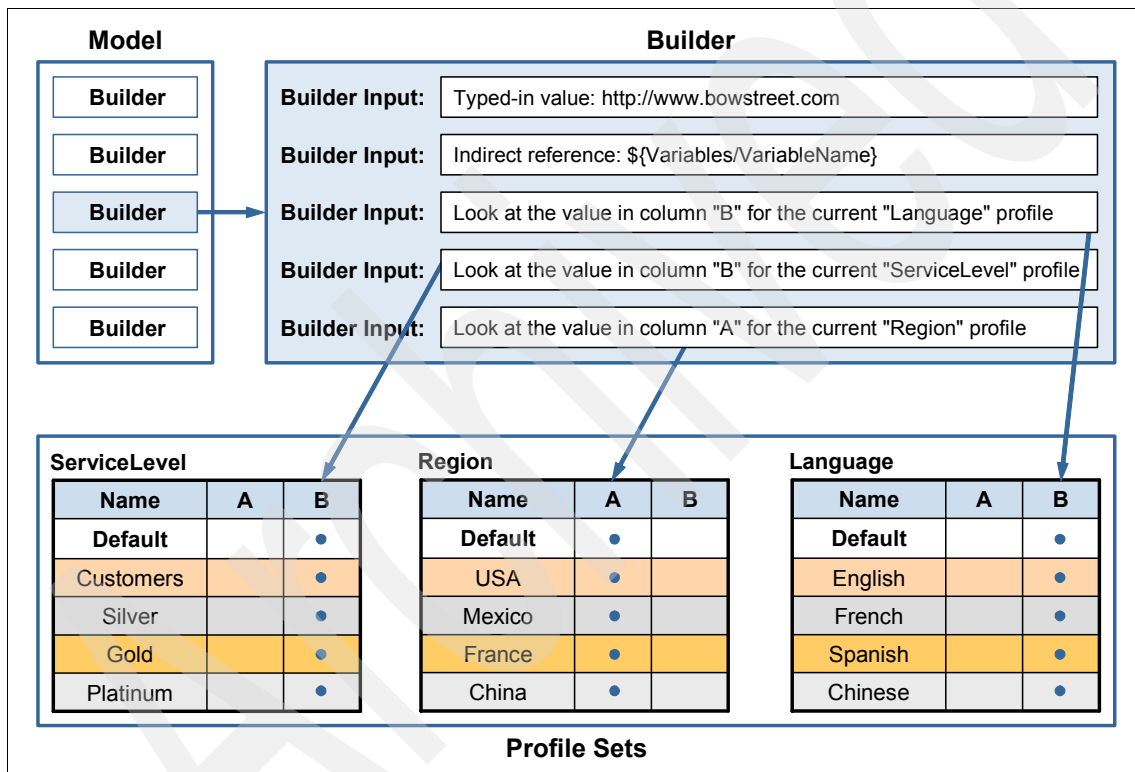 Model
Builder
Builder
Builder
Builder
Builder
Builder
Builder Input: Typed-in value: http://www.bowstreet.com
Builder Input: Indirect reference: ${Variables/VariableName}
Builder Input: Look at the value in column "B" for the current "Language" profile
Builder Input: Look at the value in column "B" for the current "ServiceLevel" profile
Builder Input: Look at the value in column "A" for the current "Region" profile
ServiceLevel
Name A B
Default
Customers
Silver
Gold
Platinum
Region
Name A B
Default
USA
Mexico
France
China
Language
Name A B
Default
English
French
Spanish
Chinese
Profile Sets
Archived